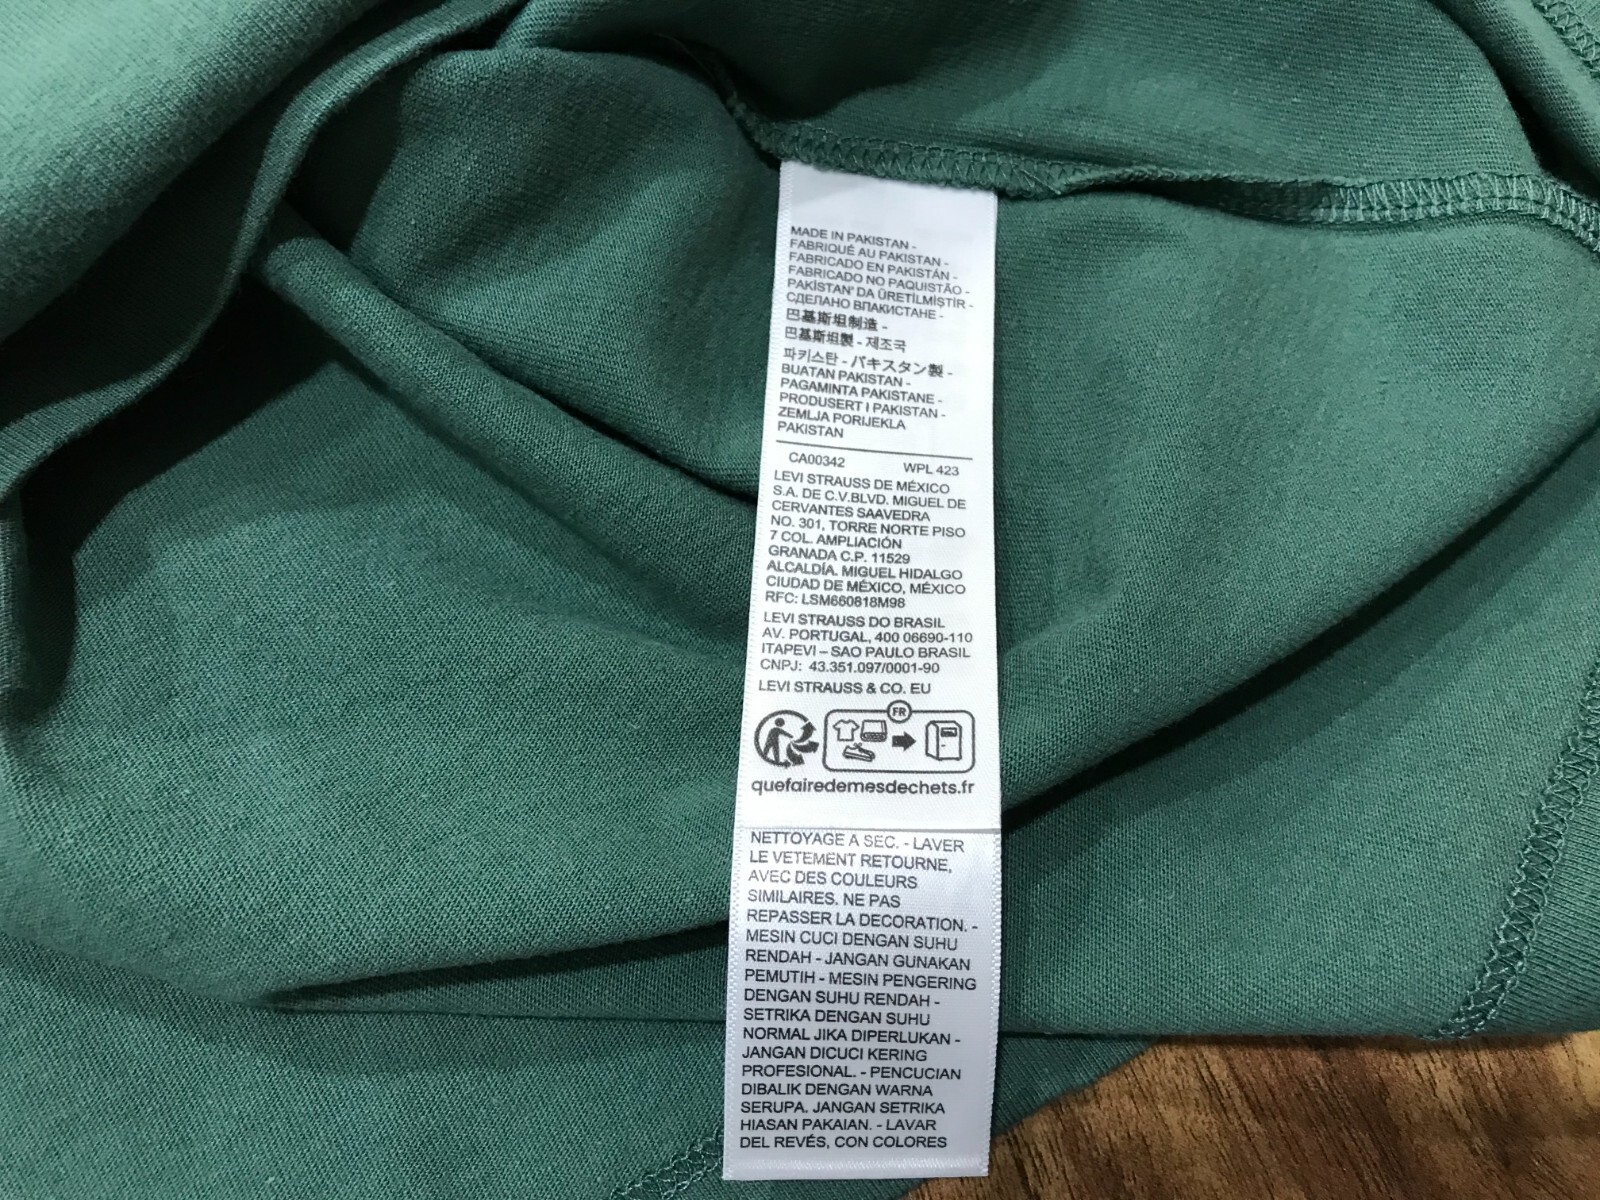 MADE IN PAKISTAN -
FABRIQUÉ AU PAKISTAN -
FABRICADO EN PAKISTÁN -
FABRICADO NO PAQUISTÃO -
PAKİSTAN' DA ÜRETİLMİŞTİR -
СДЕЛАНО ВПАКИСТАНЕ -
巴基斯坦制造 -
巴基斯坦製 - 제조국
파키스탄 - パキスタン製 -
BUATAN PAKISTAN -
PAGAMINTA PAKISTANE -
PRODUSERT I PAKISTAN -
ZEMLJA PORIJEKLA
PAKISTAN
CA00342 WPL 423
LEVI STRAUSS DE MÉXICO
S.A. DE C.V.BLVD. MIGUEL DE
CERVANTES SAAVEDRA
NO. 301, TORRE NORTE PISO
7 COL. AMPLIACIÓN
GRANADA C.P. 11529
ALCALDÍA. MIGUEL HIDALGO
CIUDAD DE MÉXICO, MÉXICO
RFC: LSM660818M98
LEVI STRAUSS DO BRASIL
AV. PORTUGAL, 400 06690-110
ITAPEVI – SAO PAULO BRASIL
CNPJ: 43.351.097/0001-90
LEVI STRAUSS & CO. EU
FR
quefairedemesdechets.fr
NETTOYAGE A SEC. - LAVER
LE VETEMENT RETOURNE,
AVEC DES COULEURS
SIMILAIRES. NE PAS
REPASSER LA DECORATION. -
MESIN CUCI DENGAN SUHU
RENDAH - JANGAN GUNAKAN
PEMUTIH - MESIN PENGERING
DENGAN SUHU RENDAH -
SETRIKA DENGAN SUHU
NORMAL JIKA DIPERLUKAN -
JANGAN DICUCI KERING
PROFESIONAL. - PENCUCIAN
DIBALIK DENGAN WARNA
SERUPA. JANGAN SETRIKA
HIASAN PAKAIAN. - LAVAR
DEL REVÉS, CON COLORES